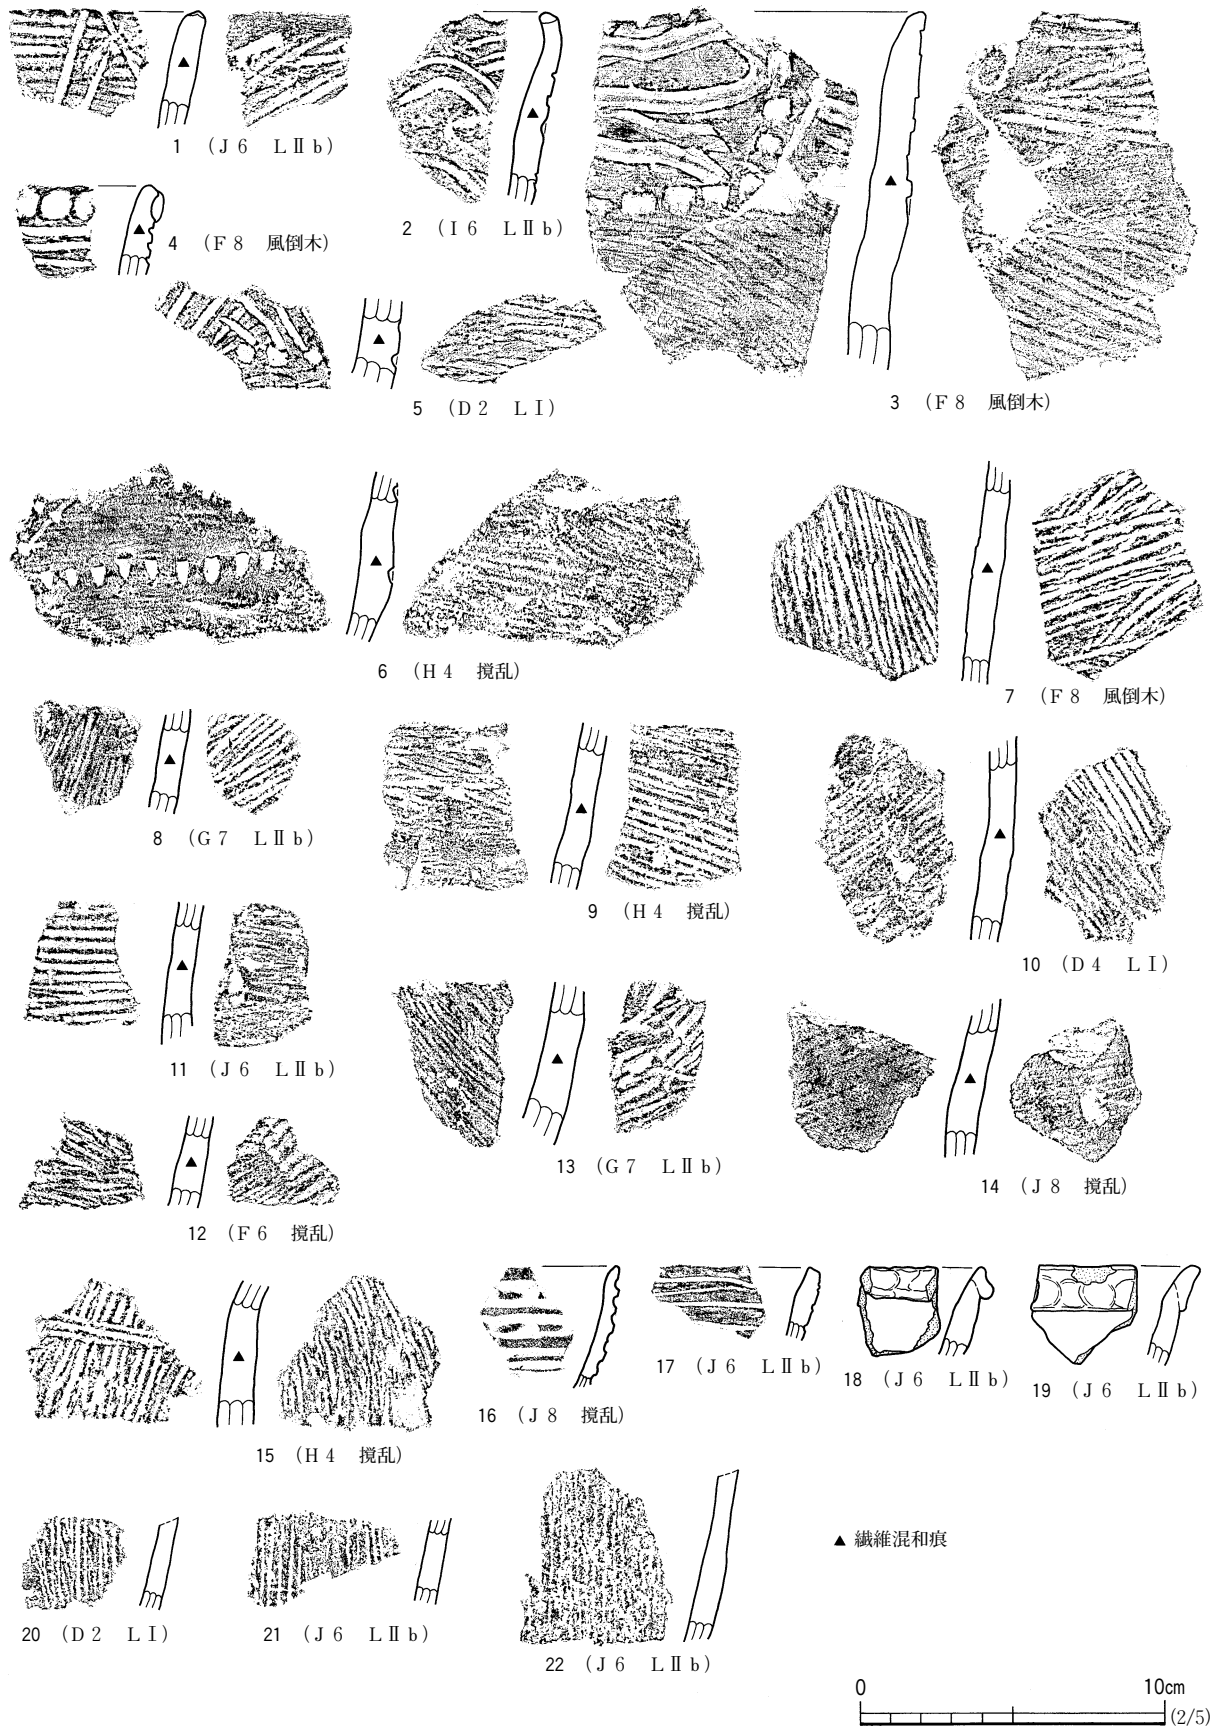 1 (J6 LⅡb)
2 (I6 LⅡb)
4 (F8 風倒木)
3 (F8 風倒木)
5 (D2 LⅠ)
6 (H4 撹乱)
7 (F8 風倒木)
8 (G7 LⅡb)
9 (H4 撹乱)
10 (D4 LⅠ)
11 (J6 LⅡb)
13 (G7 LⅡb)
14 (J8 撹乱)
12 (F6 撹乱)
15 (H4 撹乱)
16 (J8 撹乱)
17 (J6 LⅡb)
18 (J6 LⅡb)
19 (J6 LⅡb)
▲ 繊維混和痕
20 (D2 LⅠ)
21 (J6 LⅡb)
22 (J6 LⅡb)
0 10cm
(2/5)